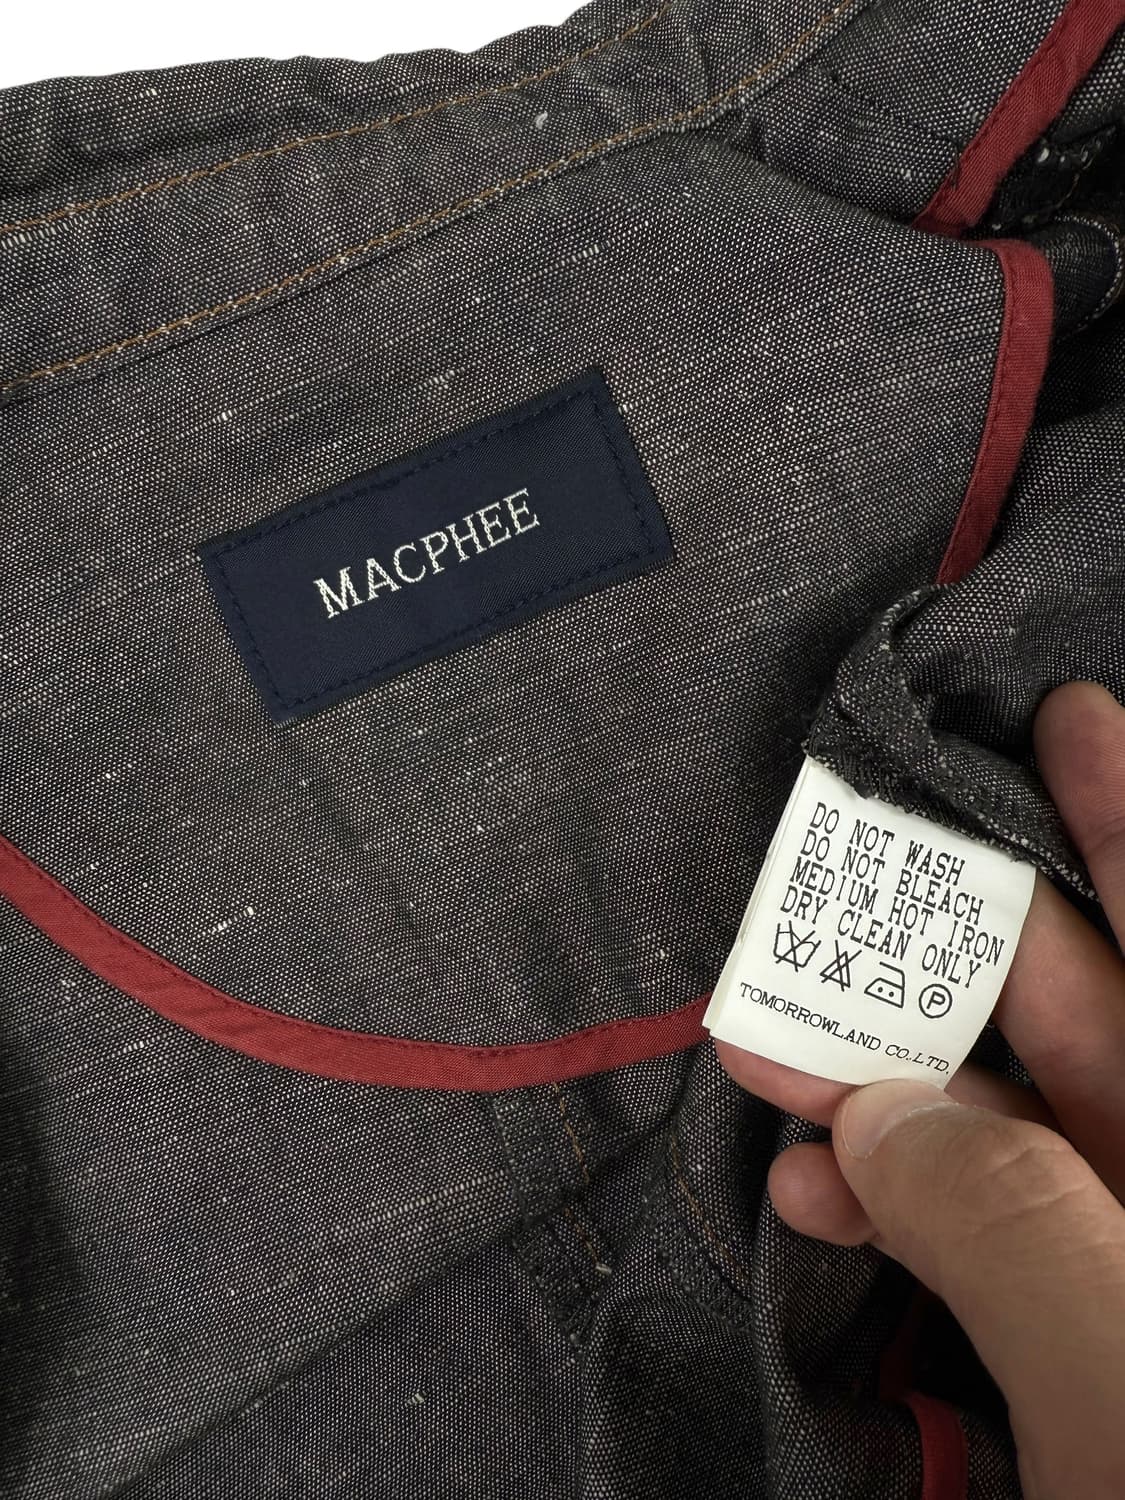 MACPHEE
DO NOT WASH
DO NOT BLEACH
MEDIUM HOT IRON
DRY CLEAN ONLY
P
TOMORROWLAND CO.,LTD.